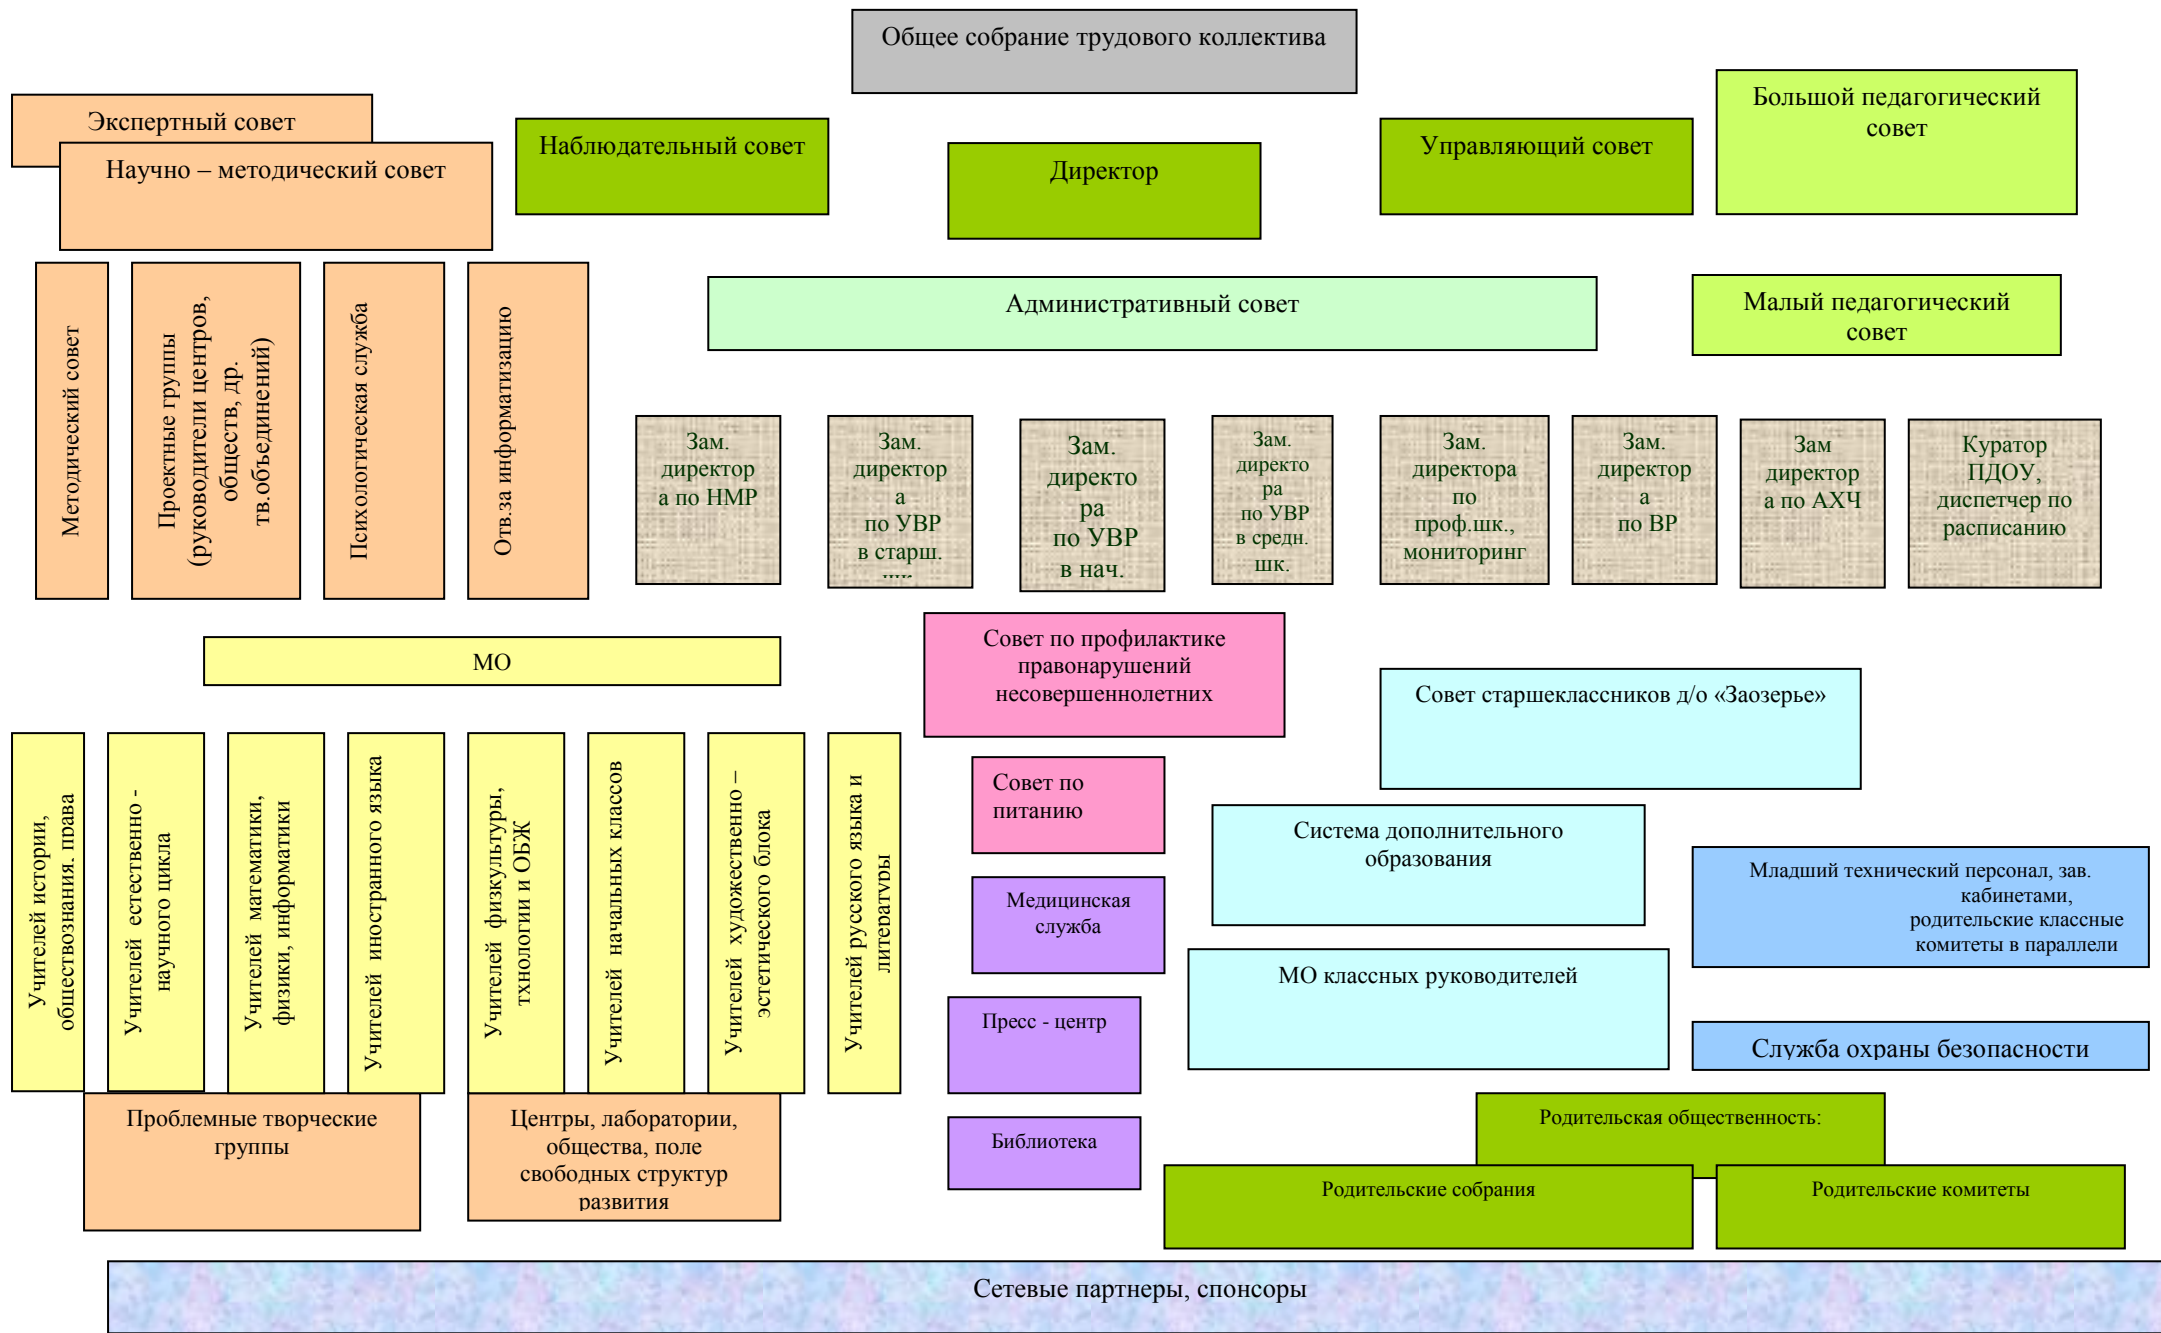 Общее собрание трудового коллектива
Экспертный совет
Научно – методический совет
Наблюдательный совет
Директор
Управляющий совет
Большой педагогический
совет
Методический совет
Проектные группы
(руководители центров,
обществ, др.
тв.объединений)
Психологическая служба
Отв.за информатизацию
Административный совет
Малый педагогический
совет
Зам.
директор
а по НМР
Зам.
директор
а
по УВР
в старш.
шк.
Зам.
директо
ра
по УВР
в нач.
Зам.
директо
ра
по УВР
в средн.
шк.
Зам.
директора
по
проф.шк.,
мониторинг
Зам.
директор
а
по ВР
Зам
директор
а по АХЧ
Куратор
ПДОУ,
диспетчер по
расписанию
МО
Совет по профилактике
правонарушений
несовершеннолетних
Совет старшеклассников д/о «Заозерье»
Учителей истории,
обществознания. права
Учителей естественно -
научного цикла
Учителей математики,
физики, информатики
Учителей иностранного языка
Учителей физкультуры,
тхнологии и ОБЖ
Учителей начальных классов
Учителей художественно –
эстетического блока
Учителей русского языка и
литературы
Совет по
питанию
Система дополнительного
образования
Младший технический персонал, зав.
кабинетами,
родительские классные
комитеты в параллели
Медицинская
служба
МО классных руководителей
Пресс - центр
Служба охраны безопасности
Проблемные творческие
группы
Центры, лаборатории,
общества, поле
свободных структур
развития
Библиотека
Родительская общественность:
Родительские собрания
Родительские комитеты
Сетевые партнеры, спонсоры